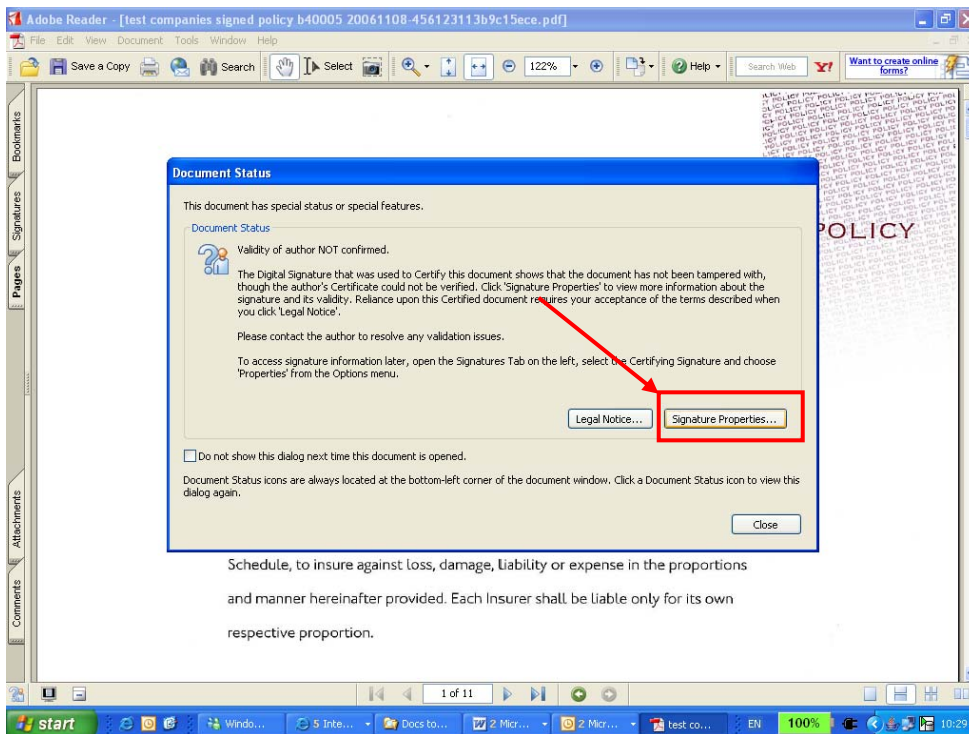 Adobe Reader - [test companies signed policy b40005 20061108-456123113b9c15ece.pdf]
File Edit View Document Tools Window Help
Save a Copy Search Select 122% Help Search Web Y! Want to create online forms?
Bookmarks
Signatures
Pages
Attachments
Comments
POLICY
Document Status
This document has special status or special features.
Document Status
Validity of author NOT confirmed.
The Digital Signature that was used to Certify this document shows that the document has not been tampered with,
though the author's Certificate could not be verified. Click 'Signature Properties' to view more information about the
signature and its validity. Reliance upon this Certified document requires your acceptance of the terms described when
you click 'Legal Notice'.
Please contact the author to resolve any validation issues.
To access signature information later, open the Signatures Tab on the left, select the Certifying Signature and choose
'Properties' from the Options menu.
Legal Notice... Signature Properties...
Do not show this dialog next time this document is opened.
Document Status icons are always located at the bottom-left corner of the document window. Click a Document Status icon to view this
dialog again.
Close
Schedule, to insure against loss, damage, liability or expense in the proportions
and manner hereinafter provided. Each Insurer shall be liable only for its own
respective proportion.
1 of 11
start Windo... 5 Inte... Docs to... 2 Micr... 2 Micr... test co... EN 100% 10:29